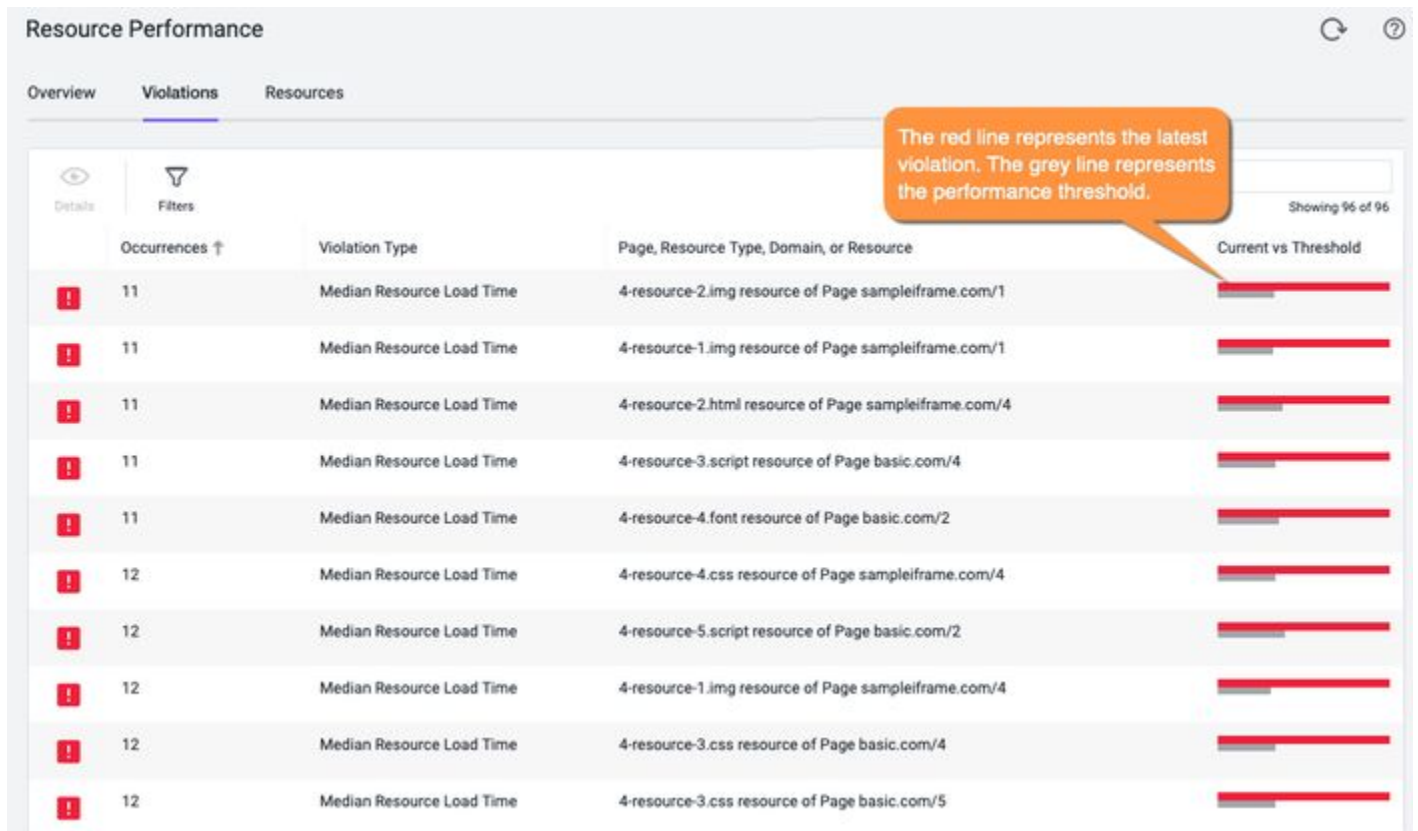 Resource Performance
Overview Violations Resources
The red line represents the latest
violation. The grey line represents
the performance threshold.
Details Filters
Showing 96 of 96
Occurrences ↑ Violation Type Page, Resource Type, Domain, or Resource Current vs Threshold
11 Median Resource Load Time 4-resource-2.img resource of Page sampleiframe.com/1
11 Median Resource Load Time 4-resource-1.img resource of Page sampleiframe.com/1
11 Median Resource Load Time 4-resource-2.html resource of Page sampleiframe.com/4
11 Median Resource Load Time 4-resource-3.script resource of Page basic.com/4
11 Median Resource Load Time 4-resource-4.font resource of Page basic.com/2
12 Median Resource Load Time 4-resource-4.css resource of Page sampleiframe.com/4
12 Median Resource Load Time 4-resource-5.script resource of Page basic.com/2
12 Median Resource Load Time 4-resource-1.img resource of Page sampleiframe.com/4
12 Median Resource Load Time 4-resource-3.css resource of Page basic.com/4
12 Median Resource Load Time 4-resource-3.css resource of Page basic.com/5